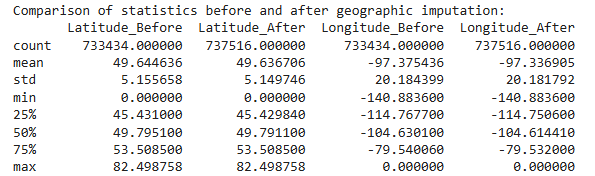 Comparison of statistics before and after geographic imputation:
Latitude_Before Latitude_After Longitude_Before Longitude_After
count 733434.000000 737516.000000 733434.000000 737516.000000
mean 49.644636 49.636706 -97.375436 -97.336905
std 5.155658 5.149746 20.184399 20.181792
min 0.000000 0.000000 -140.883600 -140.883600
25% 45.431000 45.429840 -114.767700 -114.750600
50% 49.795100 49.791100 -104.630100 -104.614410
75% 53.508500 53.508500 -79.540060 -79.532000
max 82.498758 82.498758 0.000000 0.000000